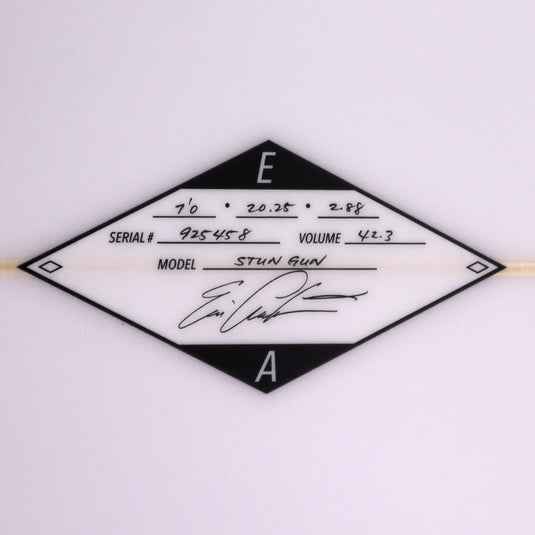 E
7'0 • 20.25 • 2.88
SERIAL # 925458 VOLUME 42.3
MODEL STUN GUN
A